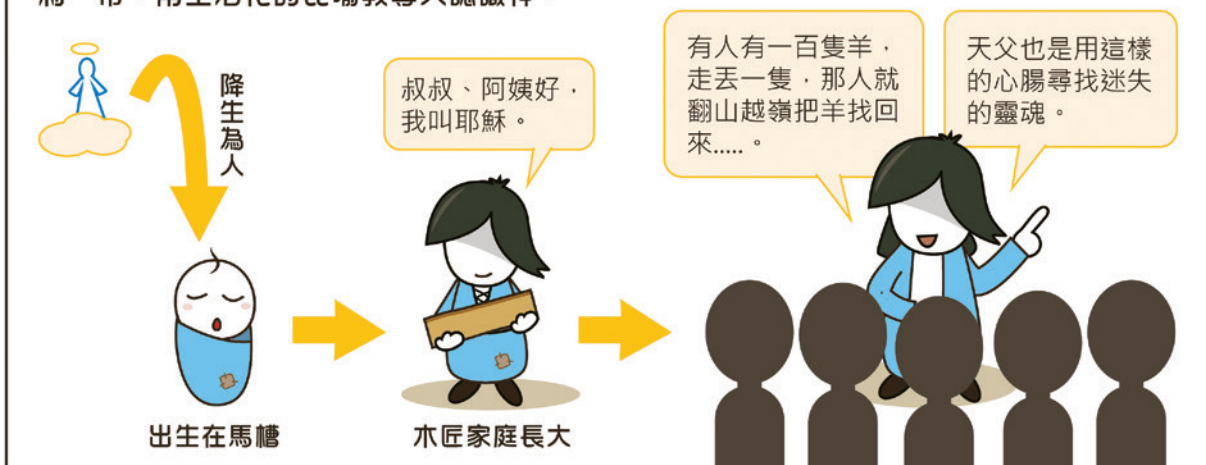 降生為人
叔叔、阿姨好，
我叫耶穌。
有人有一百隻羊，
走丟一隻，那人就
翻山越嶺把羊找回
來.....。
天父也是用這樣
的心腸尋找迷失
的靈魂。
出生在馬槽
木匠家庭長大